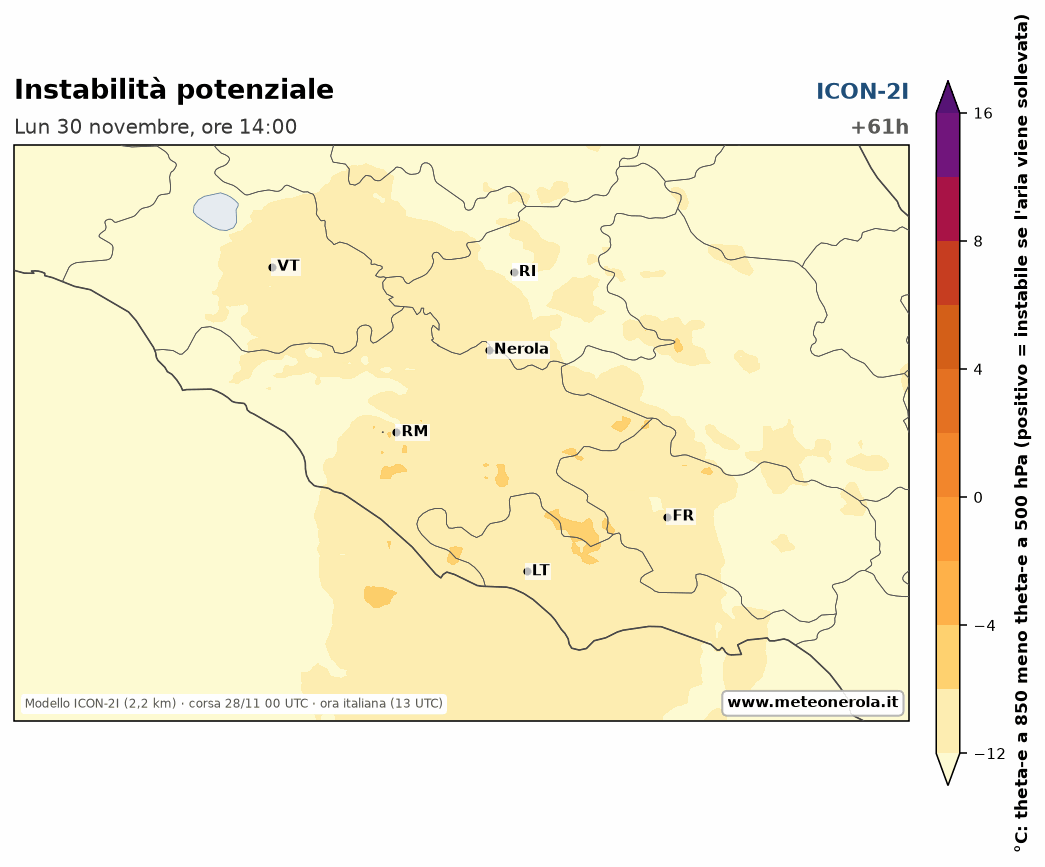 Instabilità potenziale
ICON-2I
Lun 30 novembre, ore 14:00
+61h
VT
RI
Nerola
RM
FR
LT
Modello ICON-2I (2,2 km) · corsa 28/11 00 UTC · ora italiana (13 UTC)
www.meteonerola.it
16
8
4
0
−4
−12
°C: theta-e a 850 meno theta-e a 500 hPa (positivo = instabile se l'aria viene sollevata)